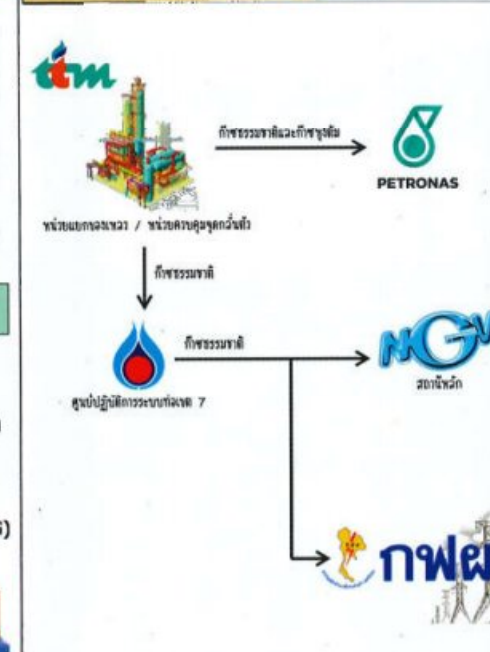 ttm
ก๊าซธรรมชาติและก๊าซหุงต้ม
PETRONAS
หน่วยแยกของเหลว / หน่วยควบคุมจุดกลั่นตัว
ก๊าซธรรมชาติ
ก๊าซธรรมชาติ
NGV
สถานีหลัก
ศูนย์ปฏิบัติการระบบท่อเขต 7
กฟผ